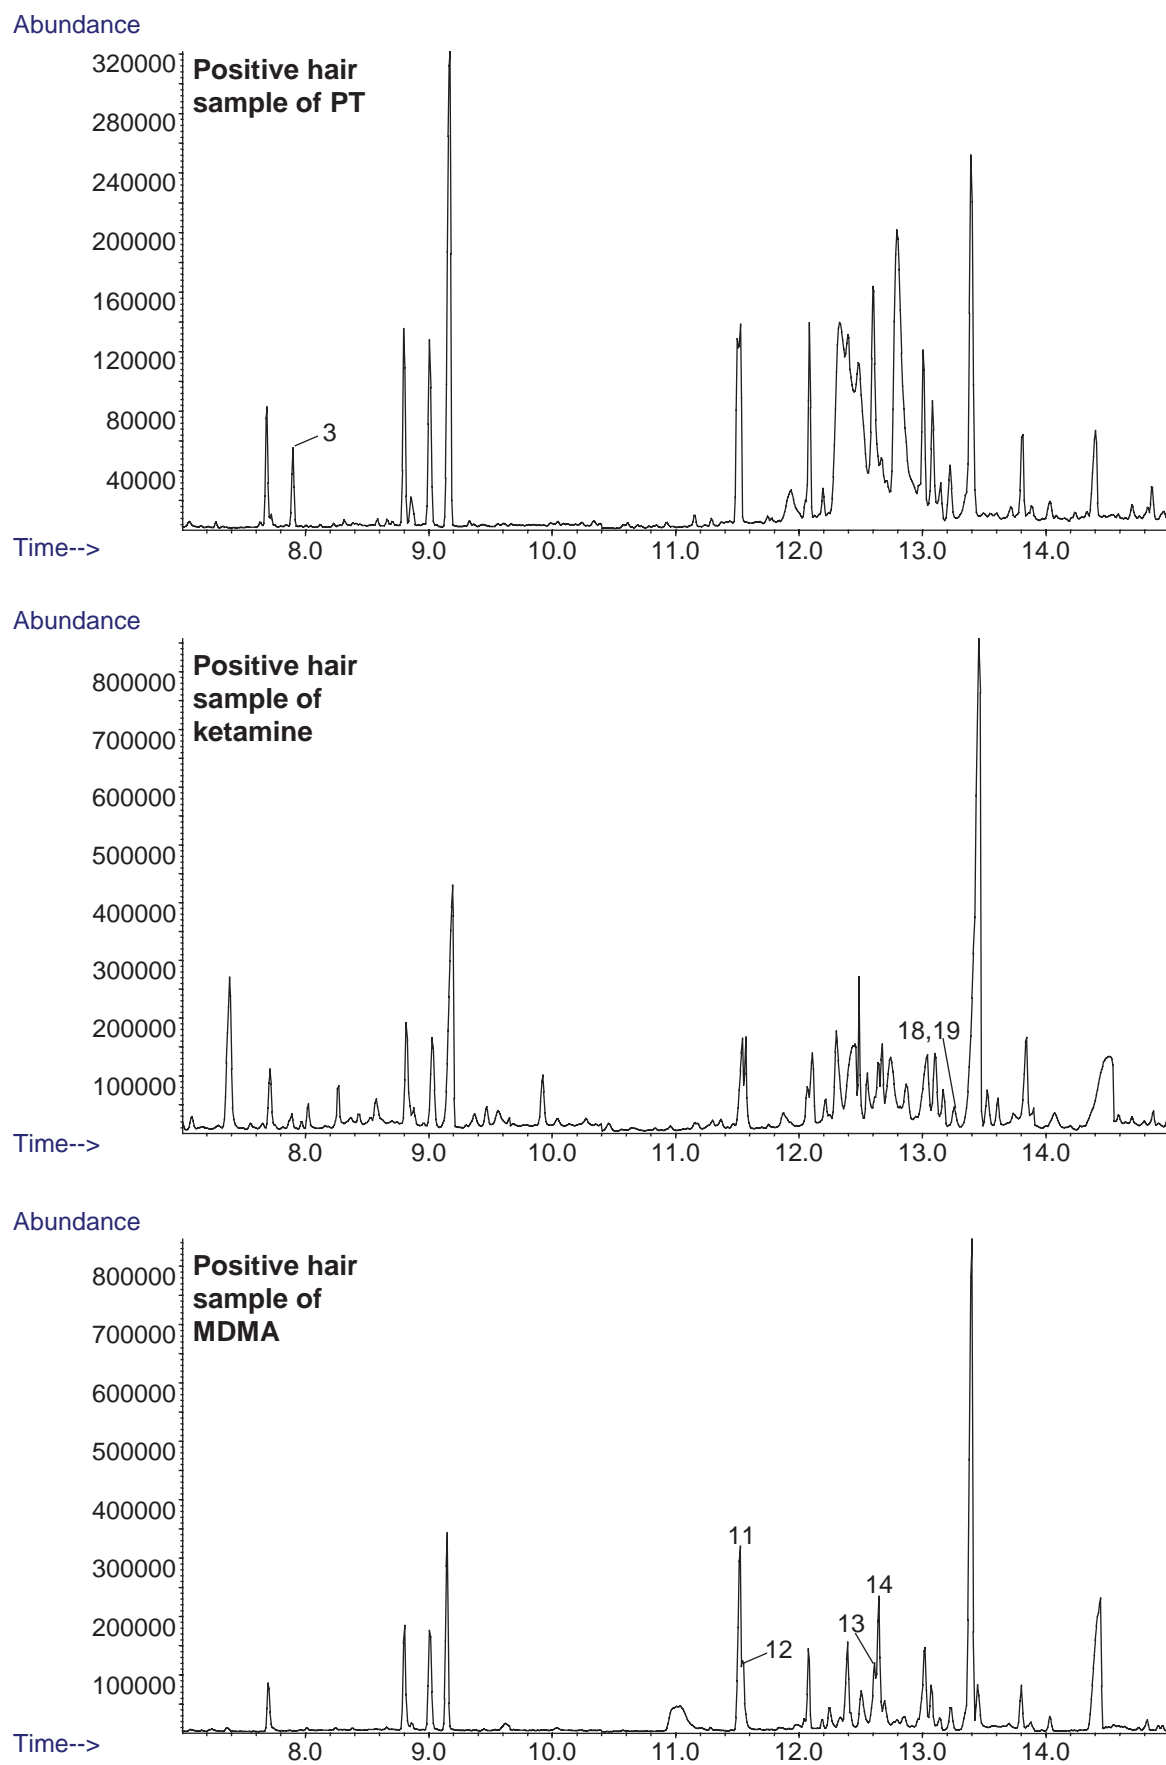 Abundance
320000
280000
240000
200000
160000
120000
80000
40000
Positive hair
sample of PT
3
Time-->
8.0 9.0 10.0 11.0 12.0 13.0 14.0
Abundance
800000
700000
600000
500000
400000
300000
200000
100000
Positive hair
sample of
ketamine
18,19
Time-->
8.0 9.0 10.0 11.0 12.0 13.0 14.0
Abundance
800000
700000
600000
500000
400000
300000
200000
100000
Positive hair
sample of
MDMA
11
14
13
12
Time-->
8.0 9.0 10.0 11.0 12.0 13.0 14.0